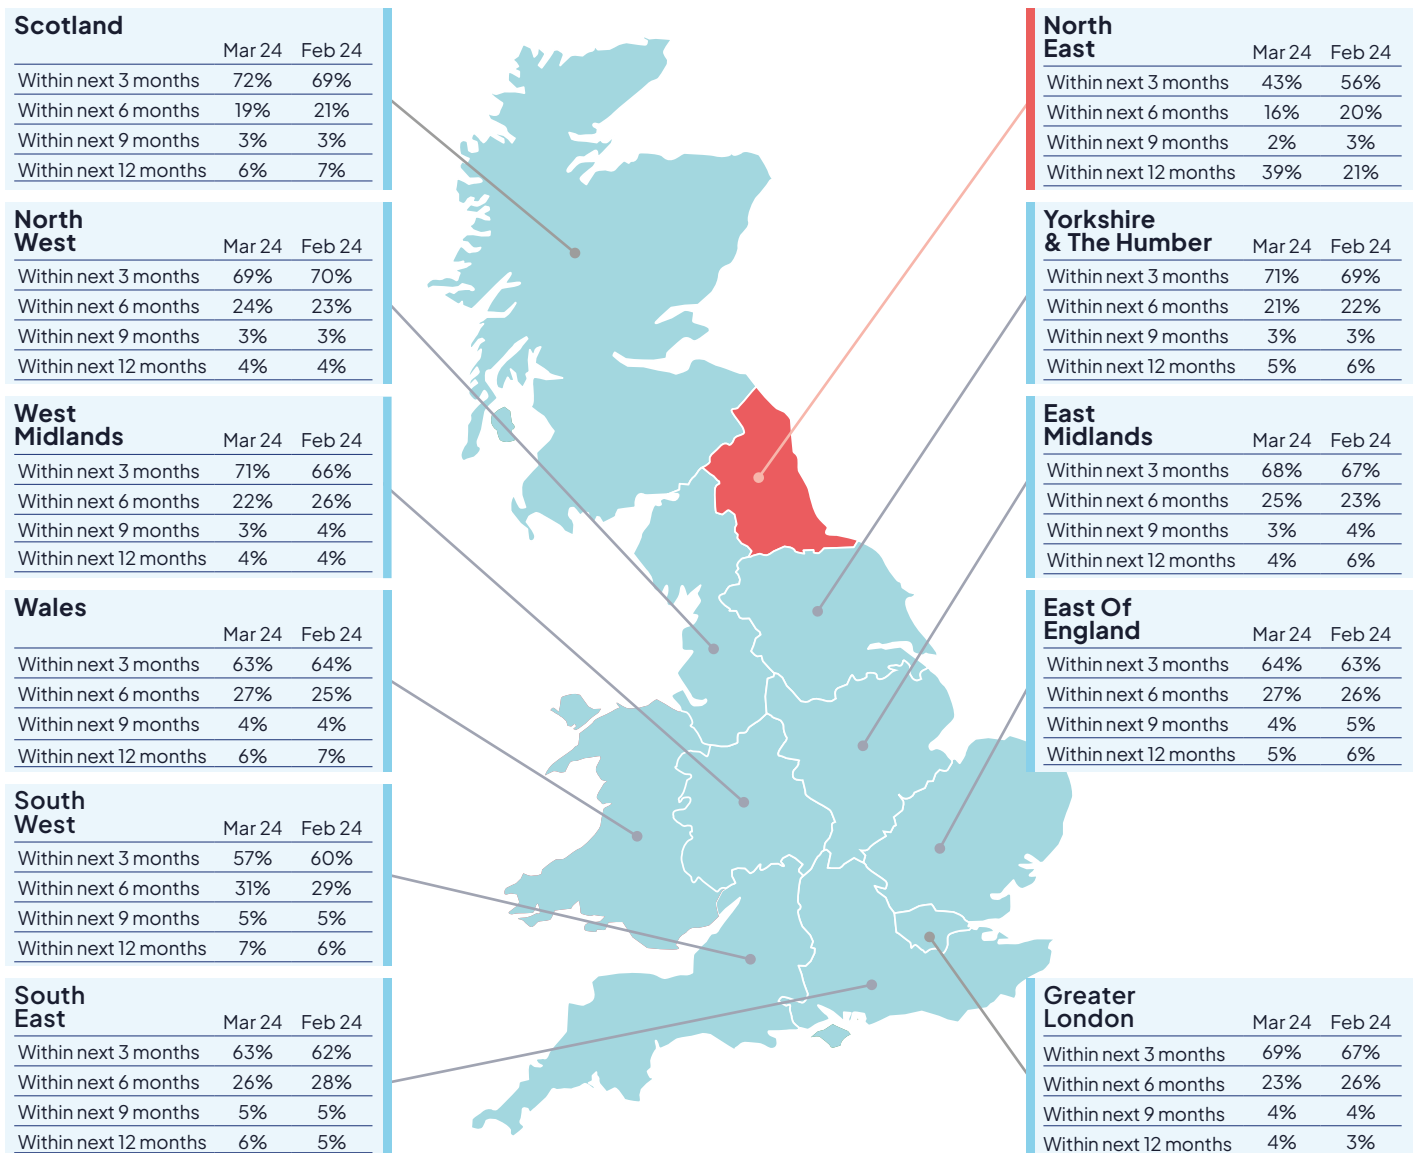 Scotland
Mar 24 Feb 24
Within next 3 months 72% 69%
Within next 6 months 19% 21%
Within next 9 months 3% 3%
Within next 12 months 6% 7%
North
West
Mar 24 Feb 24
Within next 3 months 69% 70%
Within next 6 months 24% 23%
Within next 9 months 3% 3%
Within next 12 months 4% 4%
West
Midlands
Mar 24 Feb 24
Within next 3 months 71% 66%
Within next 6 months 22% 26%
Within next 9 months 3% 4%
Within next 12 months 4% 4%
Wales
Mar 24 Feb 24
Within next 3 months 63% 64%
Within next 6 months 27% 25%
Within next 9 months 4% 4%
Within next 12 months 6% 7%
South
West
Mar 24 Feb 24
Within next 3 months 57% 60%
Within next 6 months 31% 29%
Within next 9 months 5% 5%
Within next 12 months 7% 6%
South
East
Mar 24 Feb 24
Within next 3 months 63% 62%
Within next 6 months 26% 28%
Within next 9 months 5% 5%
Within next 12 months 6% 5%
North
East
Mar 24 Feb 24
Within next 3 months 43% 56%
Within next 6 months 16% 20%
Within next 9 months 2% 3%
Within next 12 months 39% 21%
Yorkshire
& The Humber
Mar 24 Feb 24
Within next 3 months 71% 69%
Within next 6 months 21% 22%
Within next 9 months 3% 3%
Within next 12 months 5% 6%
East
Midlands
Mar 24 Feb 24
Within next 3 months 68% 67%
Within next 6 months 25% 23%
Within next 9 months 3% 4%
Within next 12 months 4% 6%
East Of
England
Mar 24 Feb 24
Within next 3 months 64% 63%
Within next 6 months 27% 26%
Within next 9 months 4% 5%
Within next 12 months 5% 6%
Greater
London
Mar 24 Feb 24
Within next 3 months 69% 67%
Within next 6 months 23% 26%
Within next 9 months 4% 4%
Within next 12 months 4% 3%